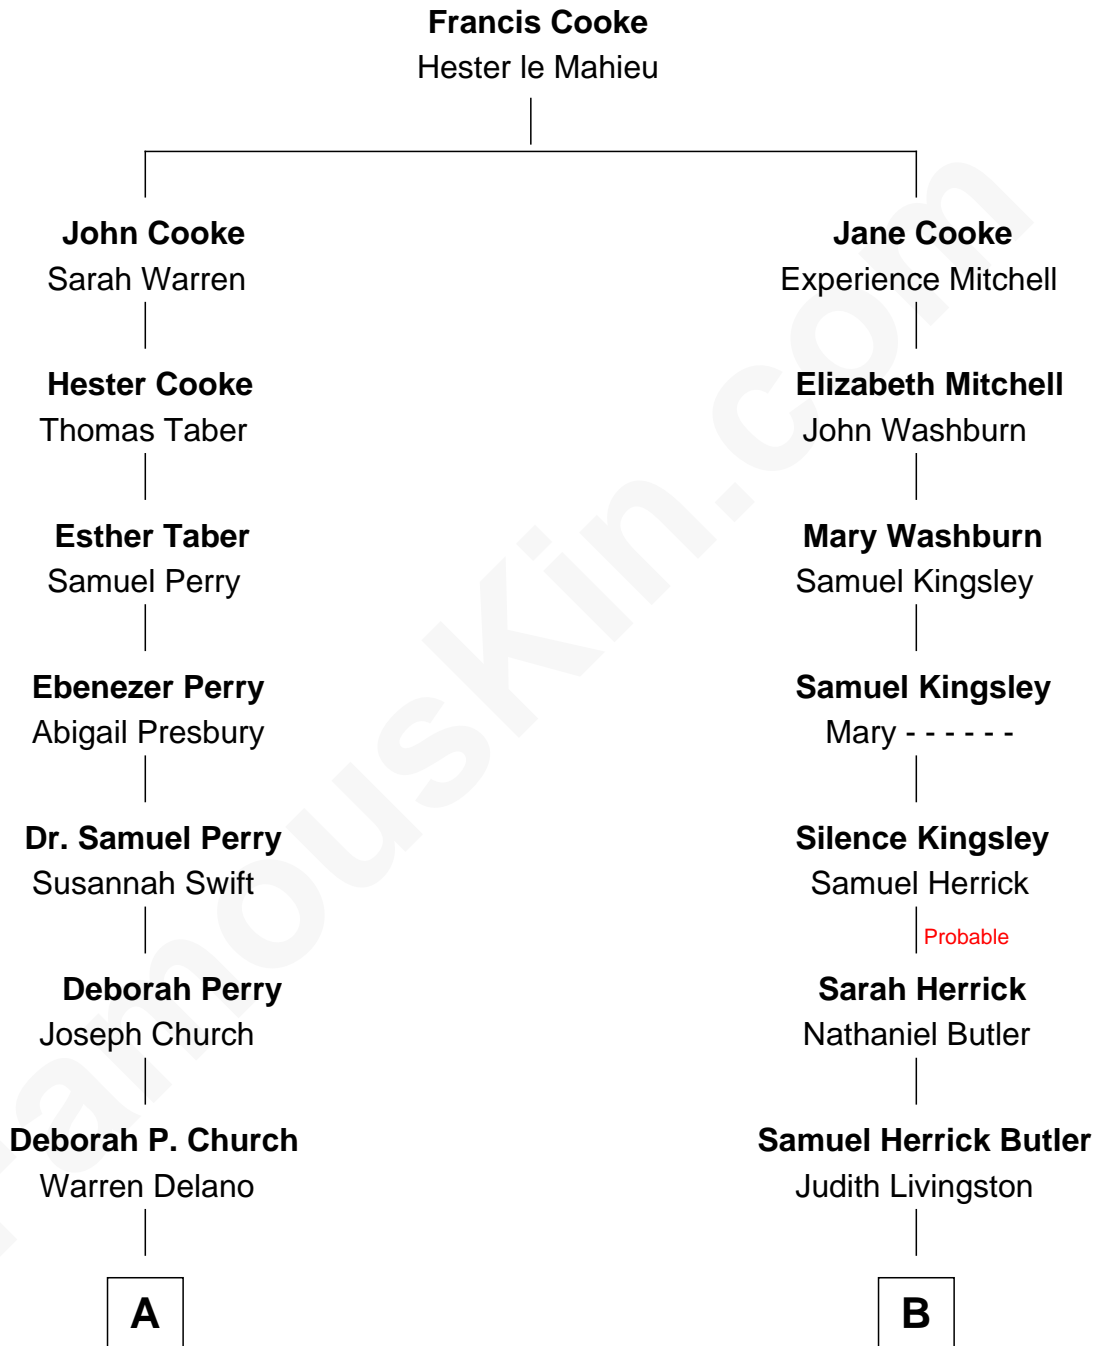 Francis Cooke
Hester le Mahieu
John Cooke
Sarah Warren
Jane Cooke
Experience Mitchell
Hester Cooke
Thomas Taber
Elizabeth Mitchell
John Washburn
Esther Taber
Samuel Perry
Mary Washburn
Samuel Kingsley
Ebenezer Perry
Abigail Presbury
Samuel Kingsley
Mary - - - - - -
Dr. Samuel Perry
Susannah Swift
Silence Kingsley
Samuel Herrick
Probable
Deborah Perry
Joseph Church
Sarah Herrick
Nathaniel Butler
Deborah P. Church
Warren Delano
Samuel Herrick Butler
Judith Livingston
A
B
FamousKin.com